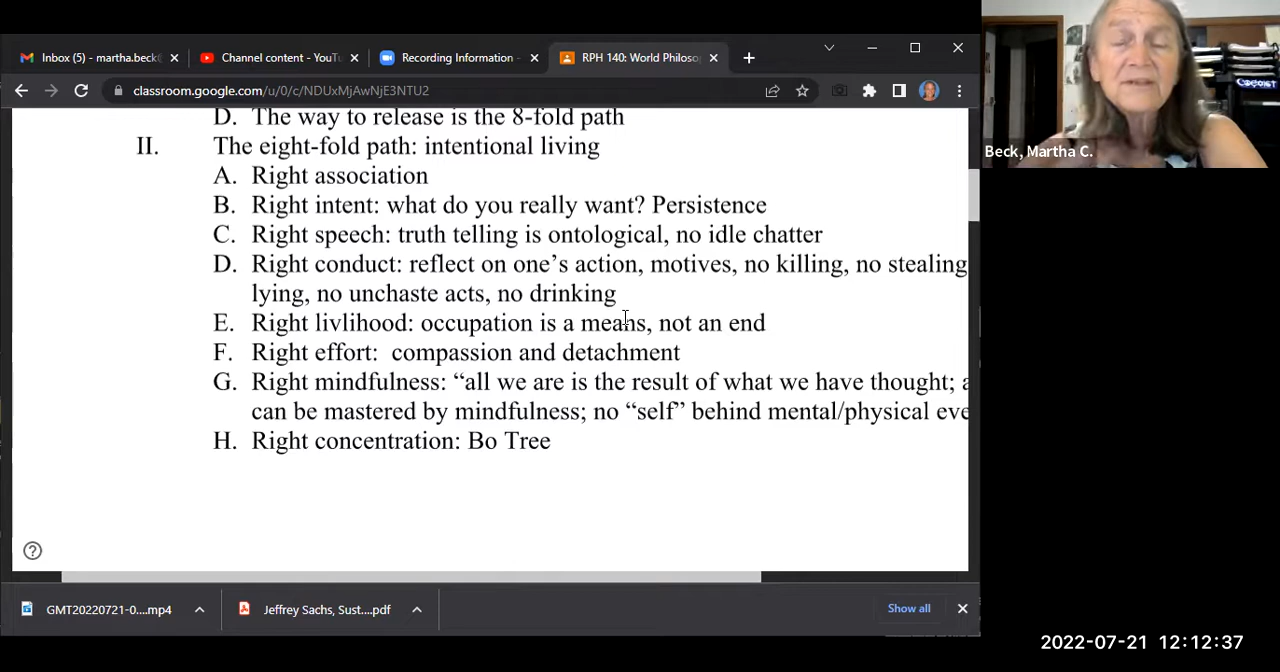 Inbox (5) - martha.beck@
Channel content - YouTu
Recording Information -
RPH 140: World Philoso
classroom.google.com/u/0/c/NDUxMjAwNjE3NTU2
Beck, Martha C.
D. The way to release is the 8-fold path
II. The eight-fold path: intentional living
A. Right association
B. Right intent: what do you really want? Persistence
C. Right speech: truth telling is ontological, no idle chatter
D. Right conduct: reflect on one’s action, motives, no killing, no stealing
lying, no unchaste acts, no drinking
E. Right livlihood: occupation is a means, not an end
F. Right effort: compassion and detachment
G. Right mindfulness: “all we are is the result of what we have thought; a
can be mastered by mindfulness; no “self” behind mental/physical eve
H. Right concentration: Bo Tree
GMT20220721-0....mp4
Jeffrey Sachs, Sust....pdf
Show all
2022-07-21 12:12:37